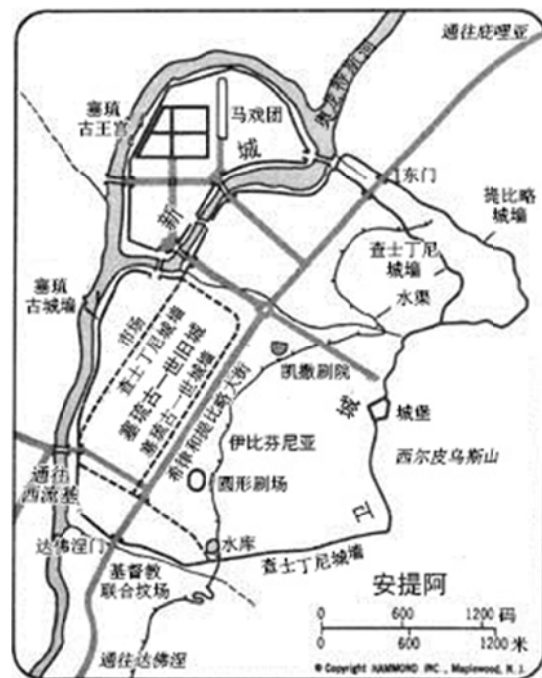 通往庇哩亚
奥龙特航河
塞琉
古王宫
马戏团
新
城
东门
提比略
城墙
查士丁尼
城墙
水渠
塞琉
古城墙
市场
查士丁尼城墙
塞琉古一世旧城
塞琉古一世城墙
希律和提比略大街
凯撒剧院
城堡
伊比芬尼亚
西尔皮乌斯山
圆形剧场
卫
城
通往
西流基
达佛涅门
水库
查士丁尼城墙
基督教
联合坟场
通往达佛涅
安提阿
0 600 1200 码
0 600 1200 米
© Copyright HAMMOND INC., Maplewood, N.J.